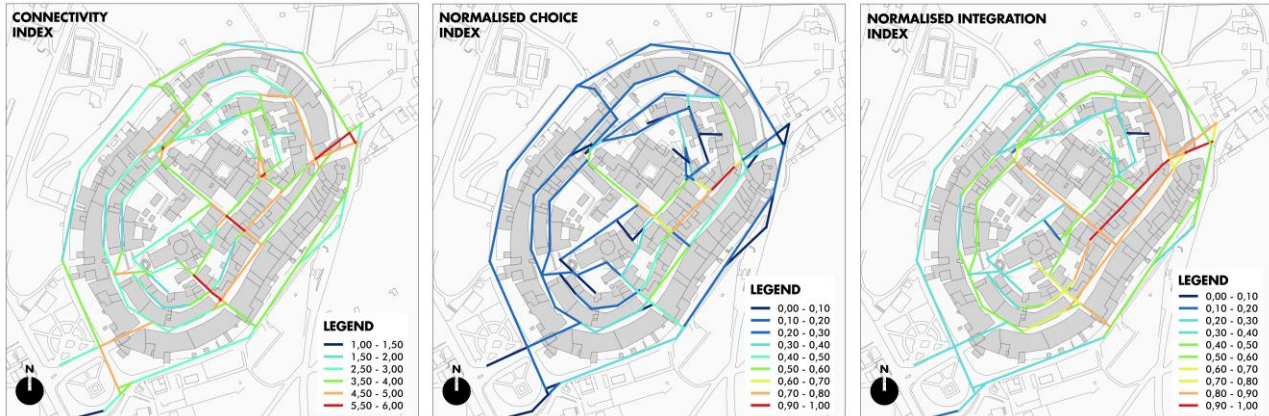 CONNECTIVITY
INDEX
N
LEGEND
1,00 - 1,50
1,50 - 2,00
2,50 - 3,00
3,50 - 4,00
4,50 - 5,00
5,50 - 6,00
NORMALISED CHOICE
INDEX
N
LEGEND
0,00 - 0,10
0,10 - 0,20
0,20 - 0,30
0,30 - 0,40
0,40 - 0,50
0,50 - 0,60
0,60 - 0,70
0,70 - 0,80
0,90 - 1,00
NORMALISED INTEGRATION
INDEX
N
LEGEND
0,00 - 0,10
0,10 - 0,20
0,20 - 0,30
0,30 - 0,40
0,40 - 0,50
0,50 - 0,60
0,60 - 0,70
0,70 - 0,80
0,80 - 0,90
0,90 - 1,00